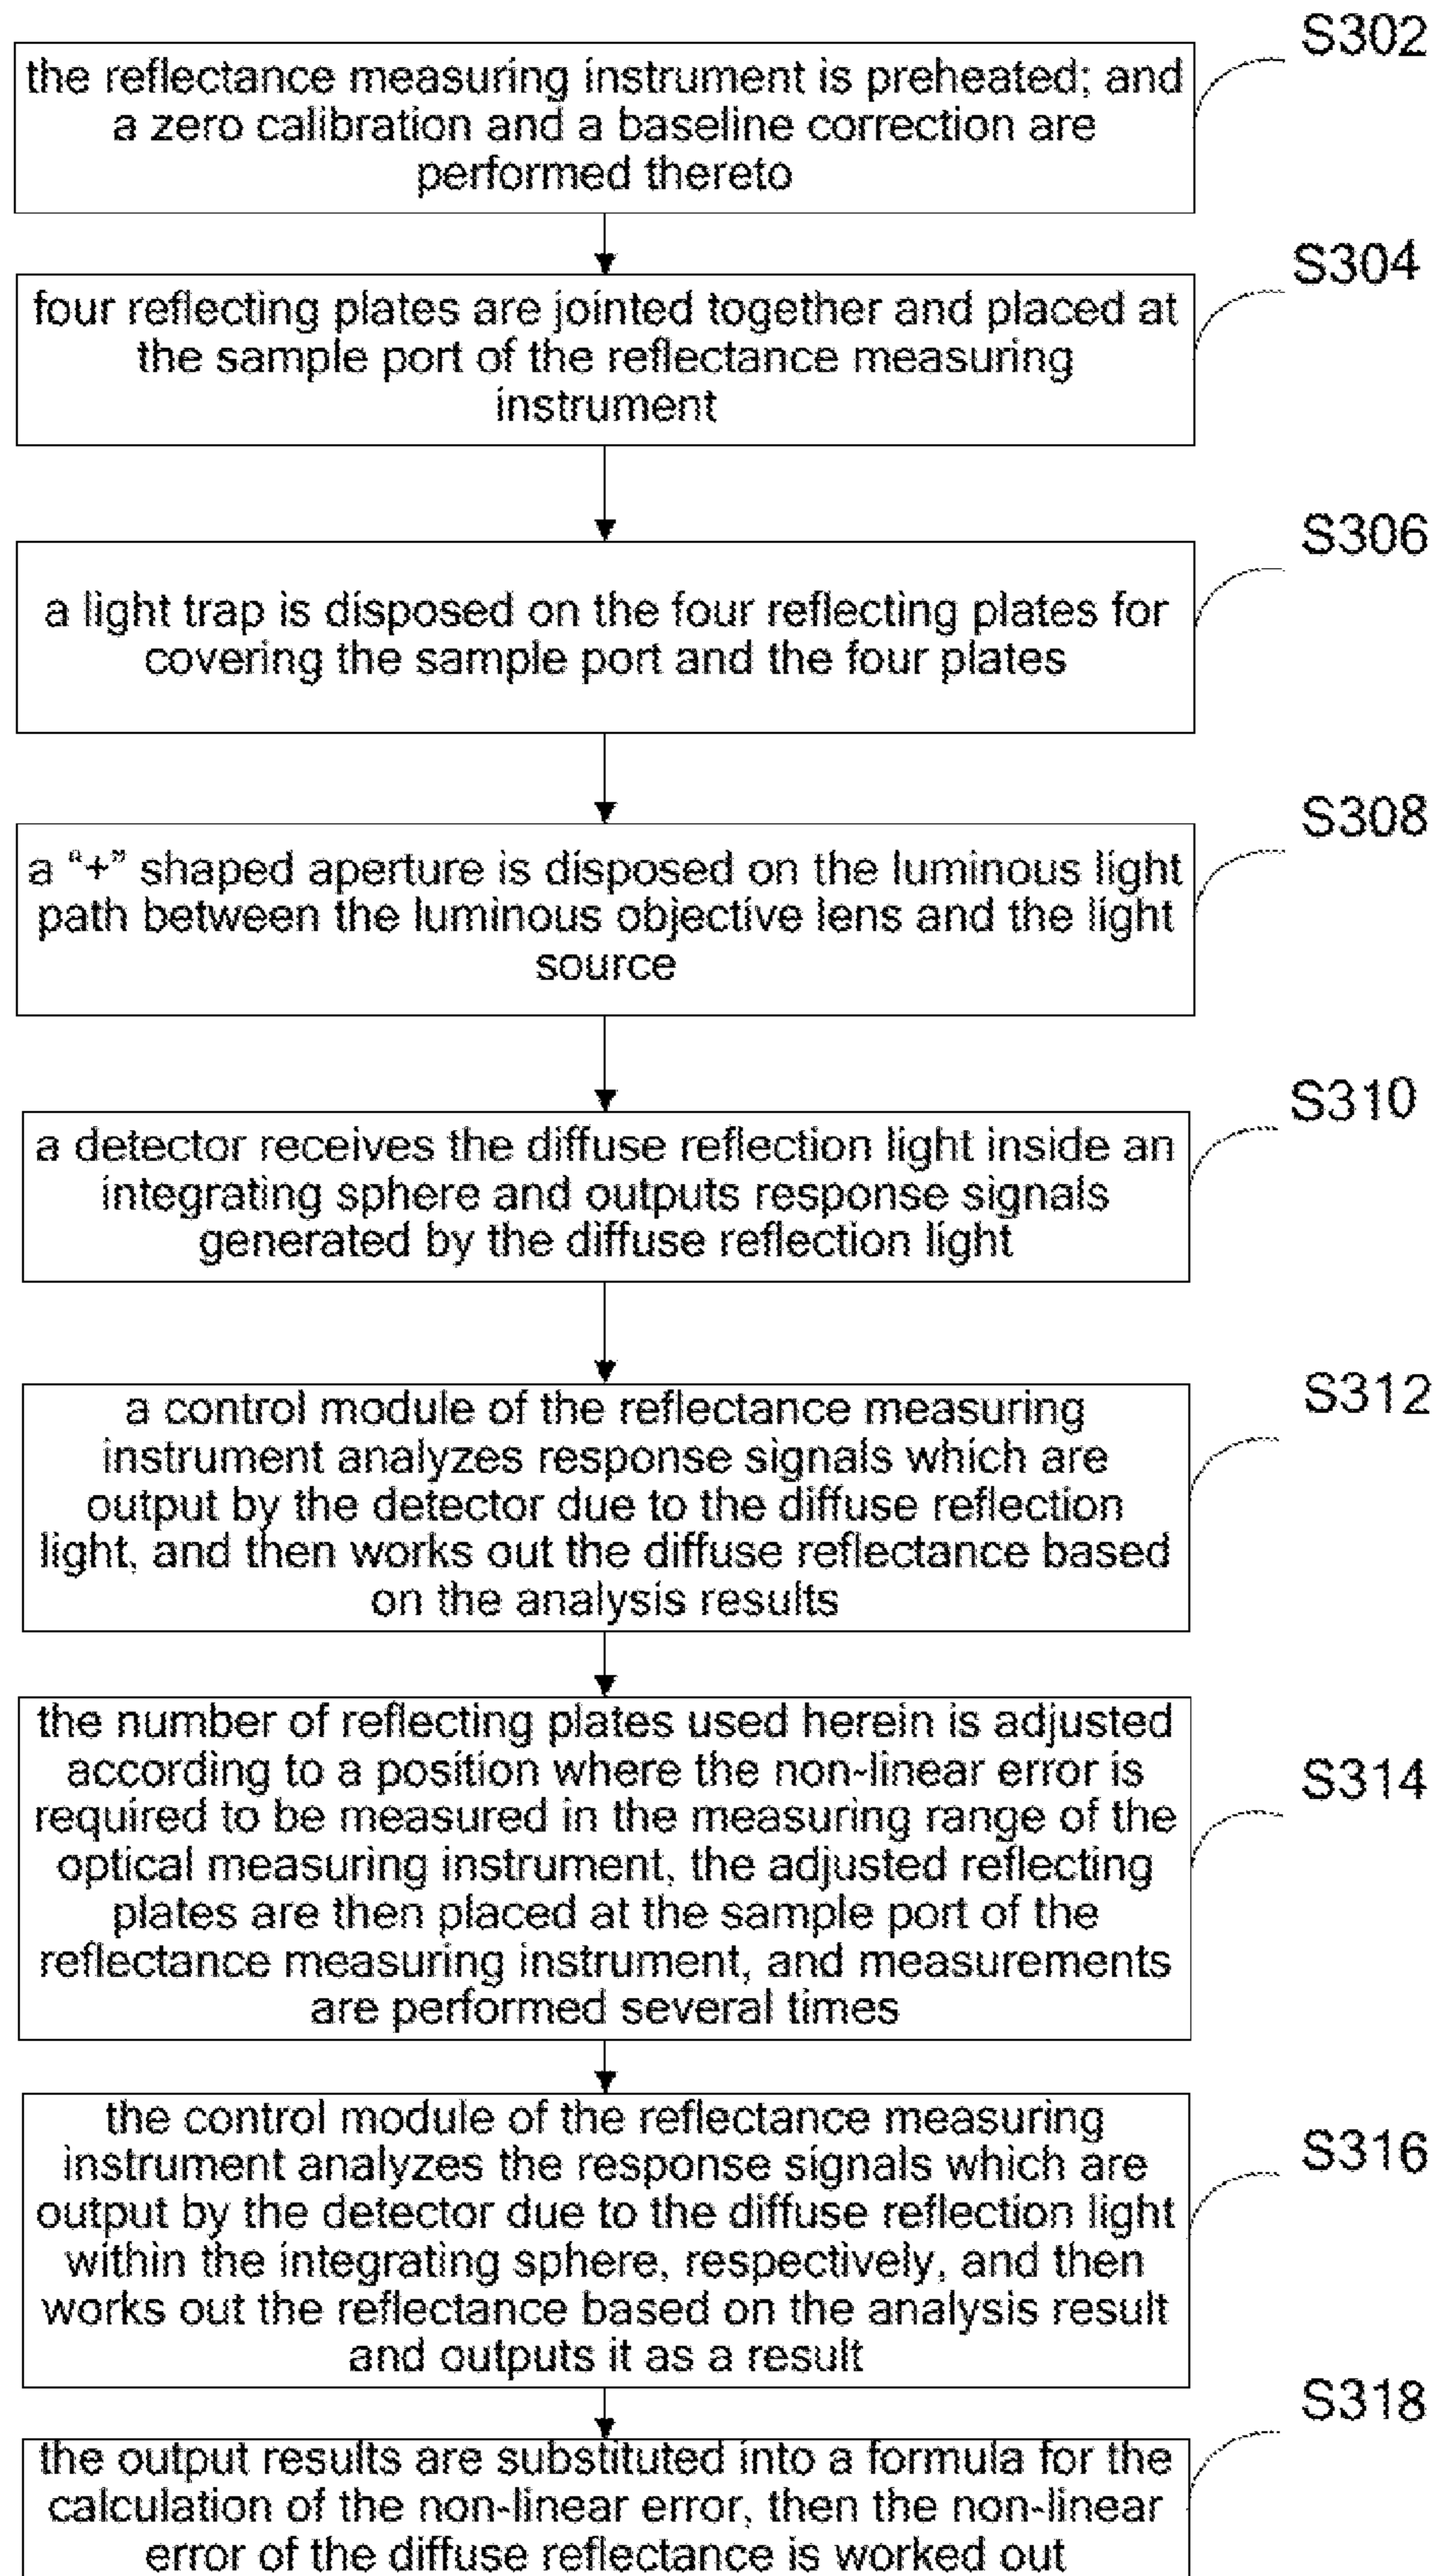 S302
the reflectance measuring instrument is preheated; and
a zero calibration and a baseline correction are
performed thereto
S304
four reflecting plates are jointed together and placed at
the sample port of the reflectance measuring
instrument
S306
a light trap is disposed on the four reflecting plates for
covering the sample port and the four plates
S308
a “+” shaped aperture is disposed on the luminous light
path between the luminous objective lens and the light
source
S310
a detector receives the diffuse reflection light inside an
integrating sphere and outputs response signals
generated by the diffuse reflection light
S312
a control module of the reflectance measuring
instrument analyzes response signals which are
output by the detector due to the diffuse reflection
light, and then works out the diffuse reflectance based
on the analysis results
S314
the number of reflecting plates used herein is adjusted
according to a position where the non-linear error is
required to be measured in the measuring range of the
optical measuring instrument, the adjusted reflecting
plates are then placed at the sample port of the
reflectance measuring instrument, and measurements
are performed several times
S316
the control module of the reflectance measuring
instrument analyzes the response signals which are
output by the detector due to the diffuse reflection light
within the integrating sphere, respectively, and then
works out the reflectance based on the analysis result
and outputs it as a result
S318
the output results are substituted into a formula for the
calculation of the non-linear error, then the non-linear
error of the diffuse reflectance is worked out